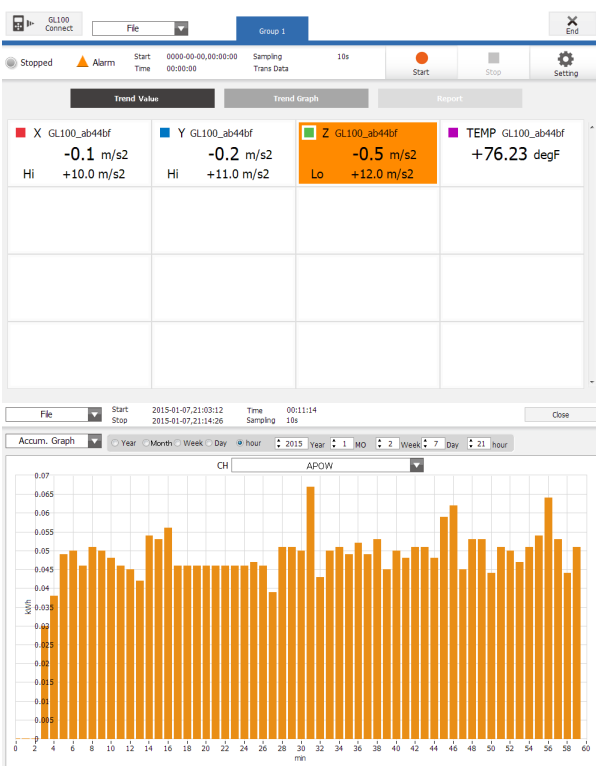 GL100 Connect File Group 1 End
Stopped Alarm Start 0000-00-00,00:00:00 Sampling 10s Start Stop Setting
Time 00:00:00 Trans Data
Trend Value Trend Graph Report
X GL100_ab44bf Y GL100_ab44bf Z GL100_ab44bf TEMP GL100_ab44bf
-0.1 m/s2 -0.2 m/s2 -0.5 m/s2 +76.23 degF
Hi +10.0 m/s2 Hi +11.0 m/s2 Lo +12.0 m/s2
File Start 2015-01-07,21:03:12 Time 00:11:14 Close
Stop 2015-01-07,21:14:26 Sampling 10s
Accum. Graph Year Month Week Day hour 2015 Year 1 MO 2 Week 7 Day 21 hour
CH APOW
0.07
0.065
0.06
0.055
0.05
0.045
0.04
0.035
0.03
0.025
0.02
0.015
0.01
0.005
0
kWh
0 2 4 6 8 10 12 14 16 18 20 22 24 26 28 30 32 34 36 38 40 42 44 46 48 50 52 54 56 58 60
min